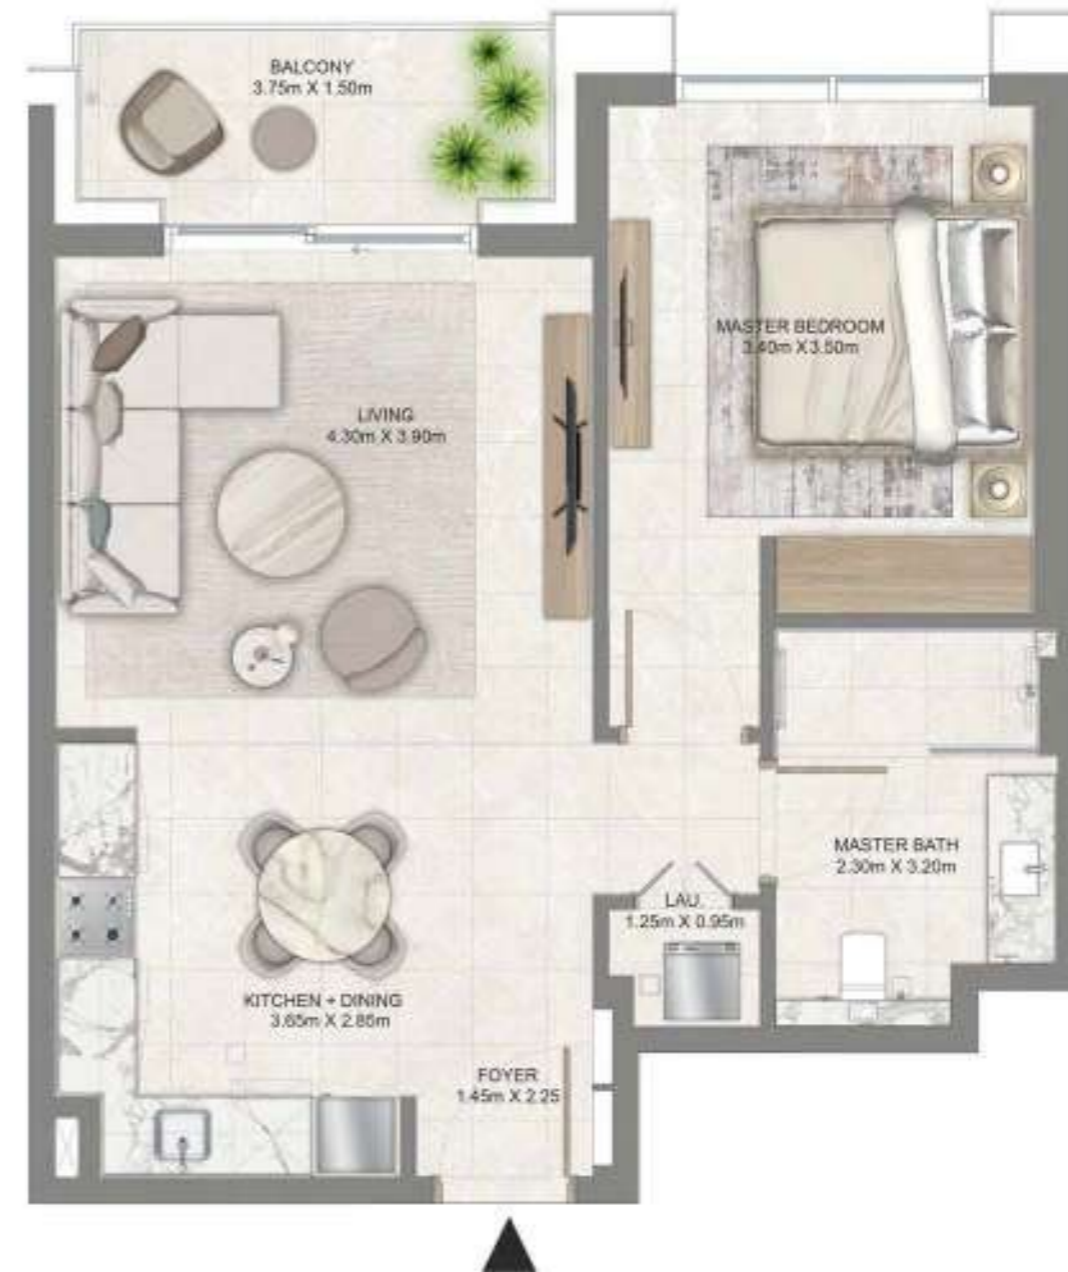 BALCONY
3.75m X 1.50m
MASTER BEDROOM
3.40m X 3.50m
LIVING
4.30m X 3.90m
MASTER BATH
2.30m X 3.20m
LAU.
1.25m X 0.95m
KITCHEN + DINING
3.65m X 2.85m
FOYER
1.45m X 2.25